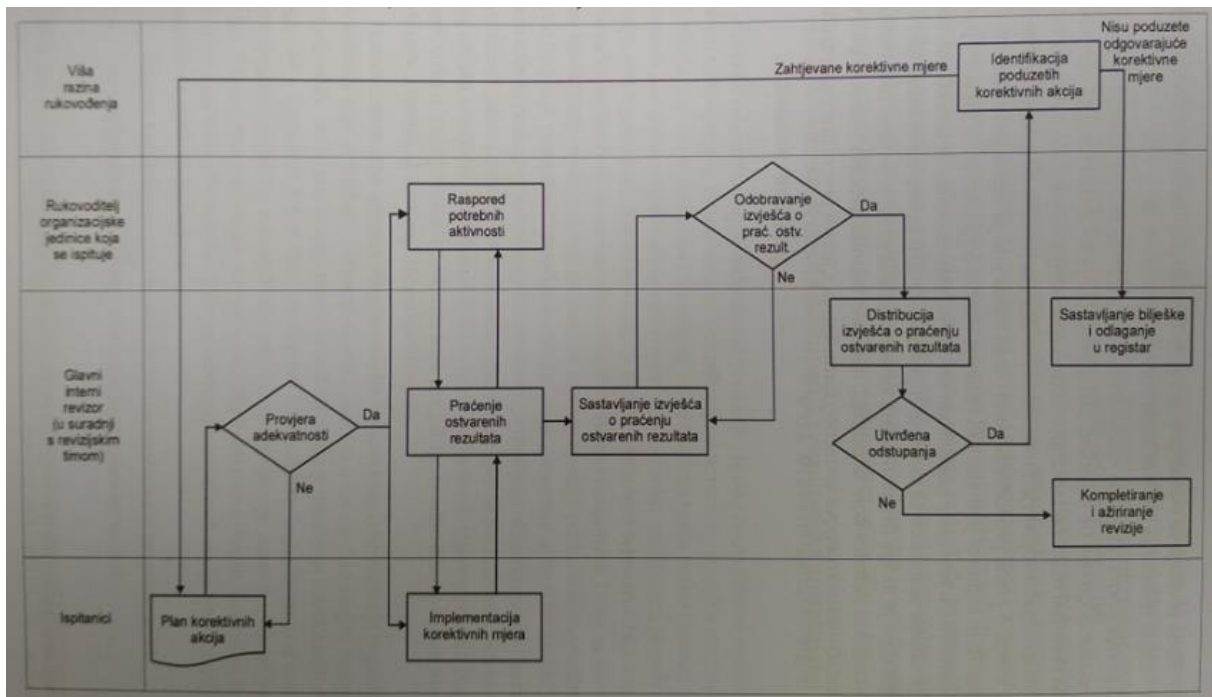 Viša
razina
rukovođenja
Zahtjevane korektivne mjere
Identifikacija
poduzetih
korektivnih akcija
Nisu poduzete
odgovarajuće
korektivne
mjere
Rukovoditelj
organizacijske
jedinice koja
se ispituje
Raspored
potrebnih
aktivnosti
Odobravanje
izvješća o
prać. ostv.
rezult.
Da
Ne
Glavni
interni
revizor
(u suradnji
s revizijskim
timom)
Provjera
adekvatnosti
Da
Ne
Praćenje
ostvarenih
rezultata
Sastavljanje izvješća
o praćenju
ostvarenih rezultata
Distribucija
izvješća o praćenju
ostvarenih rezultata
Sastavljanje bilješke
i odlaganje
u registar
Utvrđena
odstupanja
Da
Ne
Kompletiranje
i ažiriranje
revizije
Ispitanici
Plan korektivnih
akcija
Implementacija
korektivnih mjera